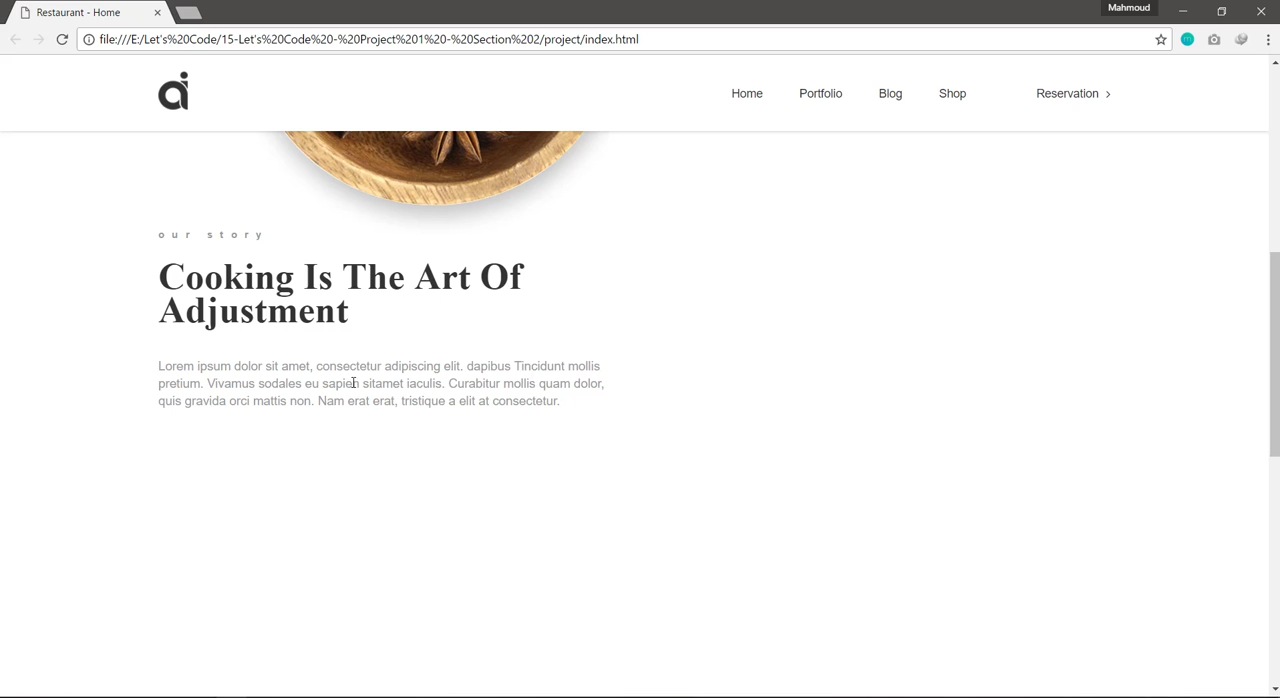 Restaurant - Home
Mahmoud
file:///E:/Let's%20Code/15-Let's%20Code%20-%20Project%201%20-%20Section%202/project/index.html
ai
Home Portfolio Blog Shop Reservation >
our story
Cooking Is The Art Of
Adjustment
Lorem ipsum dolor sit amet, consectetur adipiscing elit. dapibus Tincidunt mollis
pretium. Vivamus sodales eu sapien sitamet iaculis. Curabitur mollis quam dolor,
quis gravida orci mattis non. Nam erat erat, tristique a elit at consectetur.